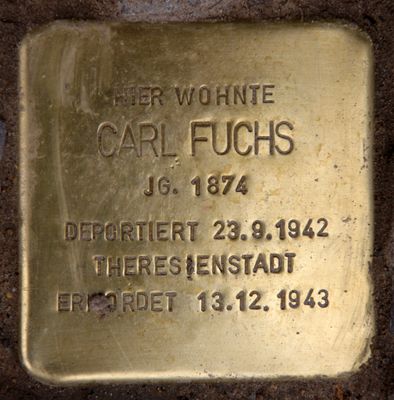 HIER WOHNTE
CARL FUCHS
JG. 1874
DEPORTIERT 23.9.1942
THERESIENSTADT
ERMORDET 13.12.1943